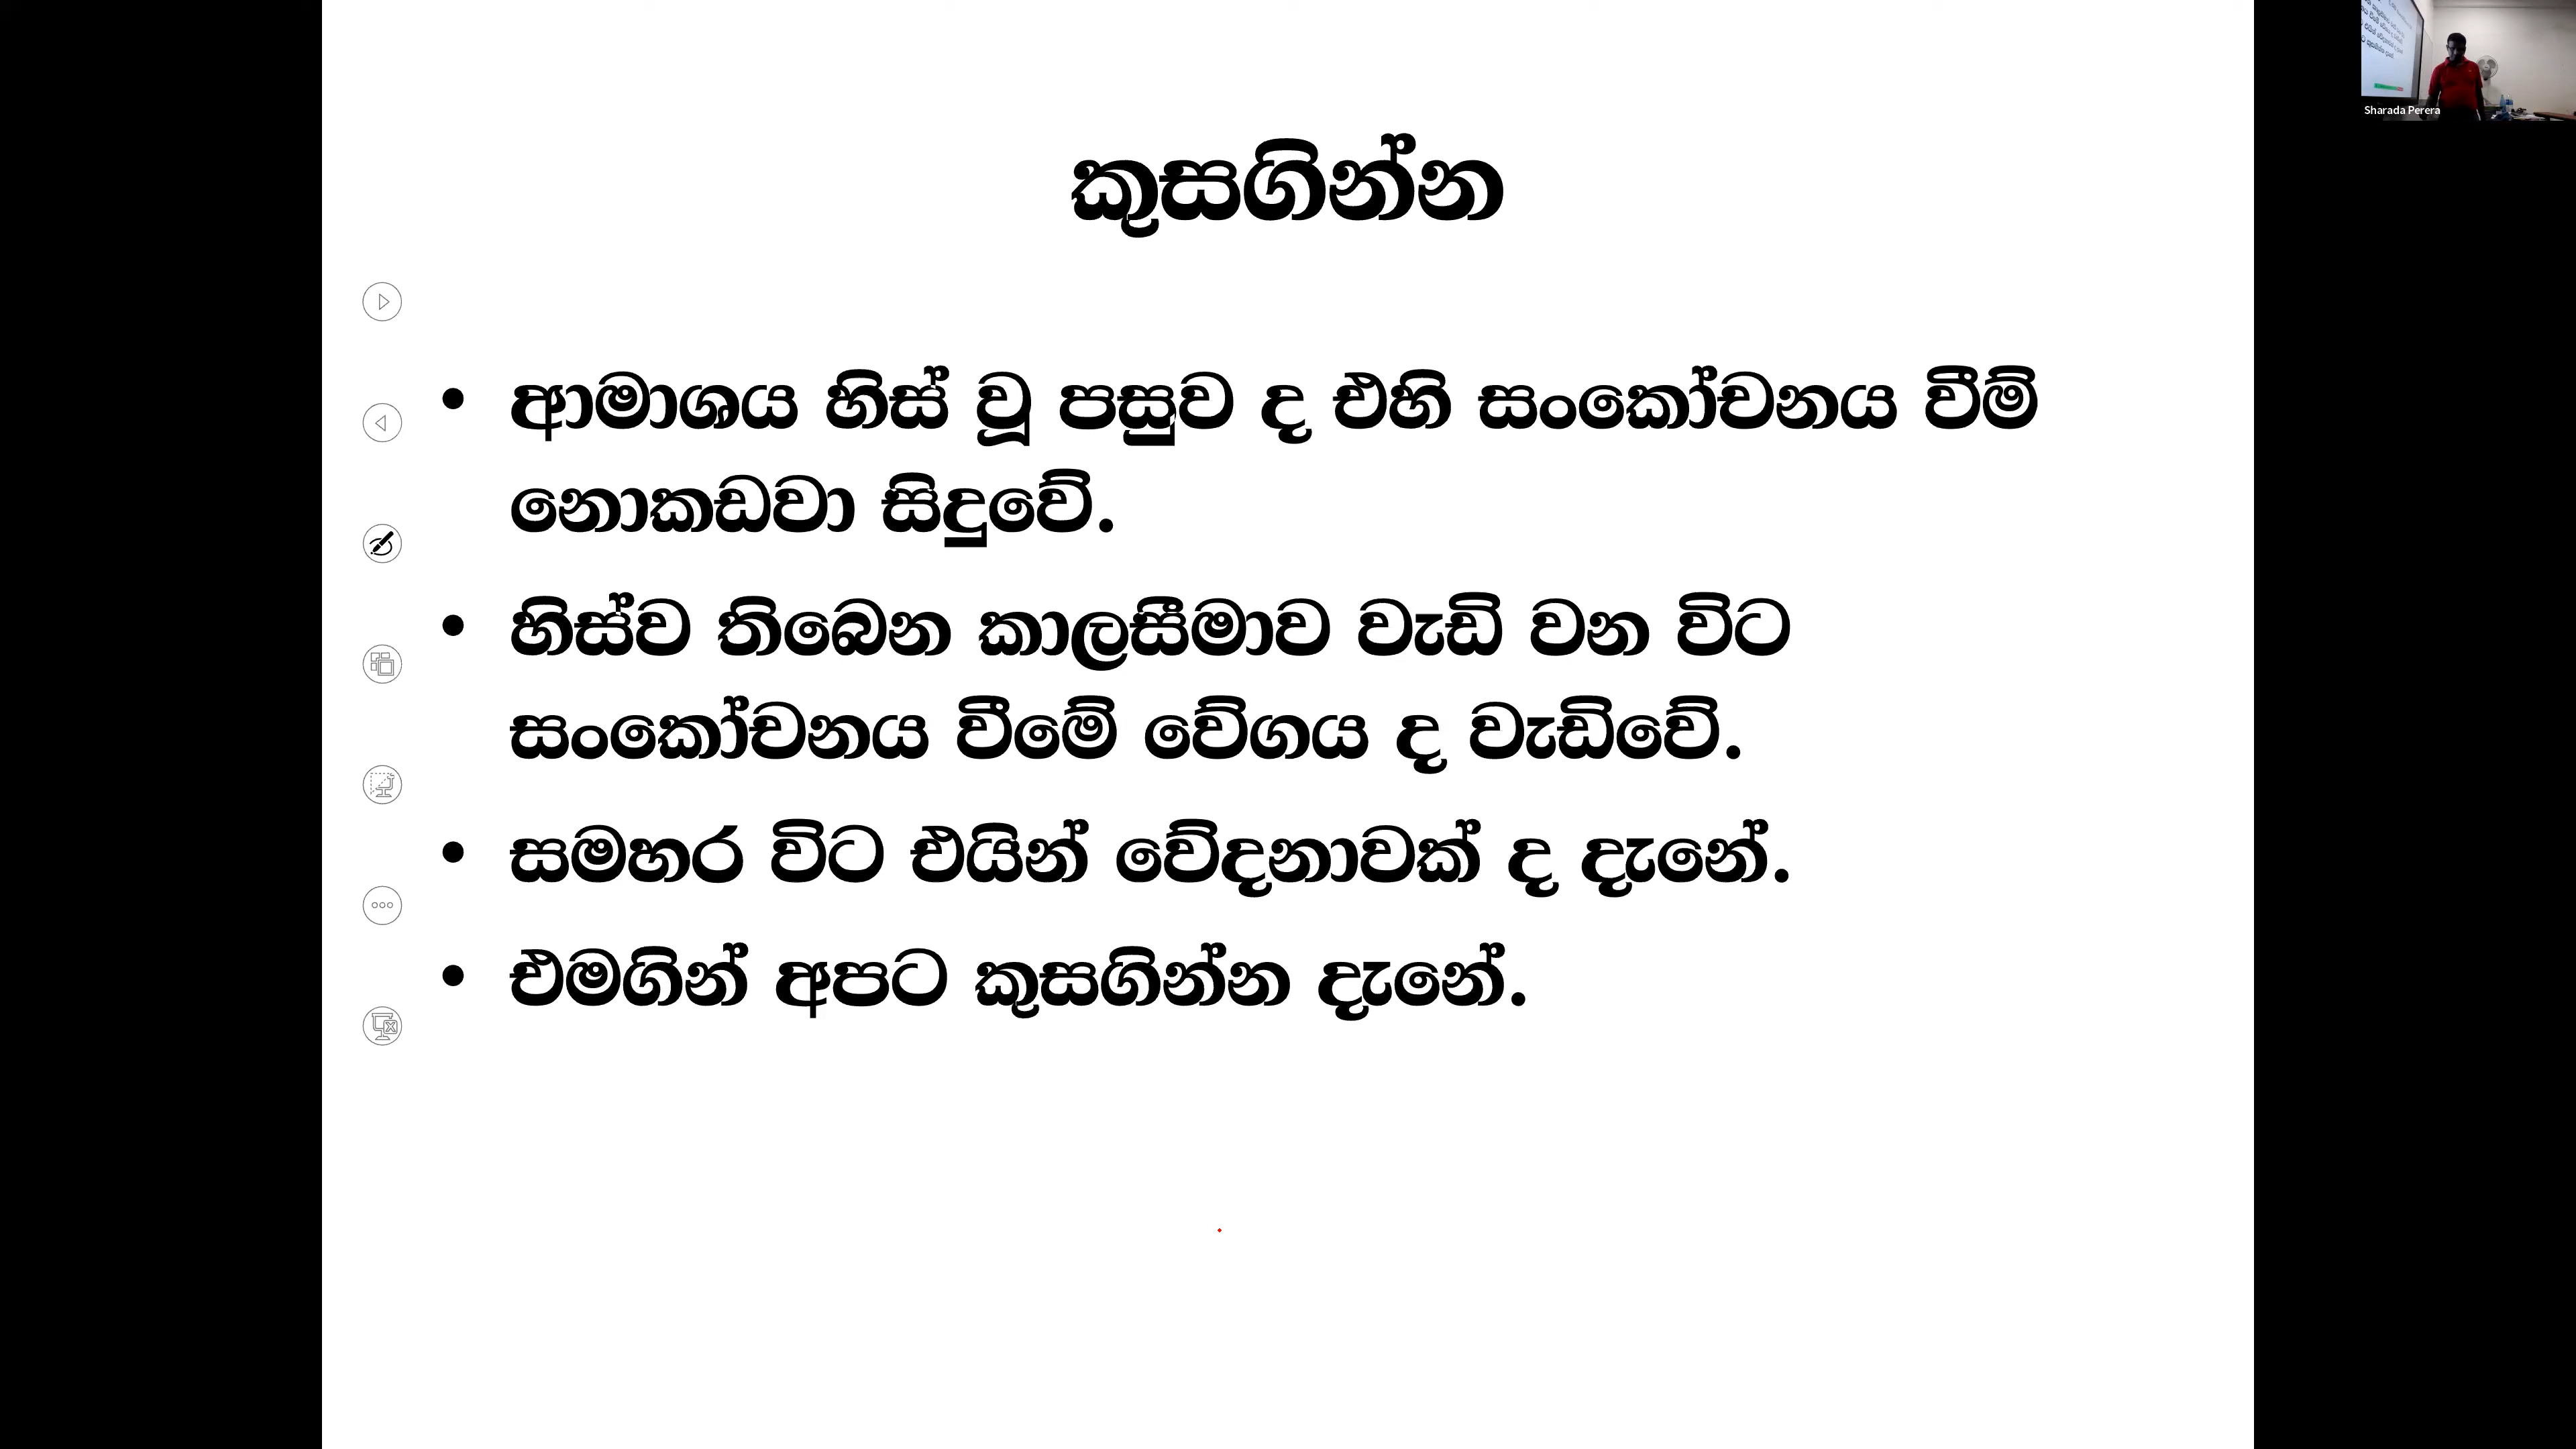 කුසගින්න
• ආමාශය හිස් වූ පසුව ද එහි සංකෝචනය වීම්
නොකඩවා සිදුවේ.
• හිස්ව තිබෙන කාලසීමාව වැඩි වන විට
සංකෝචනය වීමේ වේගය ද වැඩිවේ.
• සමහර විට එයින් වේදනාවක් ද දැනේ.
• එමගින් අපට කුසගින්න දැනේ.
Sharada Perera